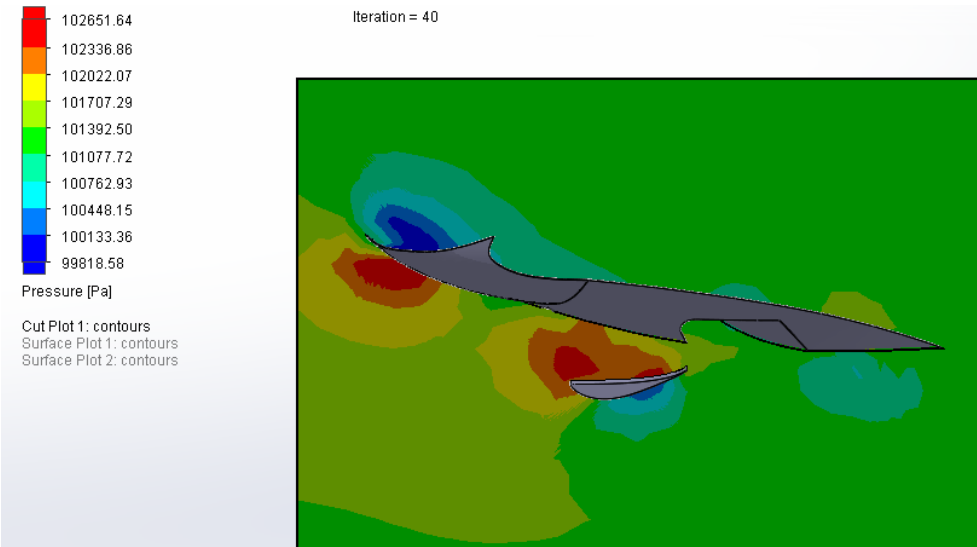 102651.64
102336.86
102022.07
101707.29
101392.50
101077.72
100762.93
100448.15
100133.36
99818.58
Pressure [Pa]
Cut Plot 1: contours
Surface Plot 1: contours
Surface Plot 2: contours
Iteration = 40